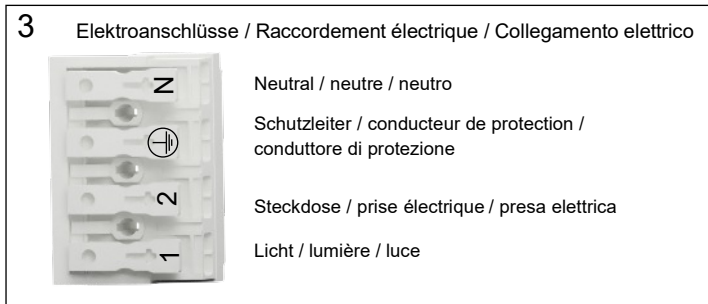 3
Elektroanschlüsse / Raccordement électrique / Collegamento elettrico
N
Neutral / neutre / neutro
Schutzleiter / conducteur de protection /
conduttore di protezione
2
Steckdose / prise électrique / presa elettrica
1
Licht / lumière / luce